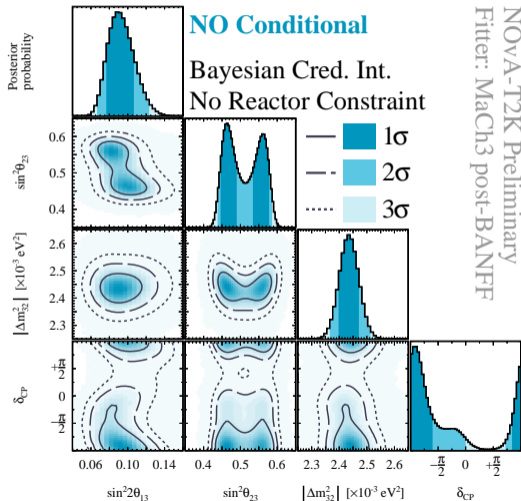 NO Conditional
Bayesian Cred. Int.
No Reactor Constraint
NOvA-T2K Preliminary
Fitter: MaCh3 post-BANFF
1σ
2σ
3σ
Posterior
probability
sin²θ₂₃
0.6
0.5
0.4
|Δm²₃₂| [×10⁻³ eV²]
2.6
2.5
2.4
2.3
δ_CP
+π/2
0
−π/2
0.06 0.10 0.14
sin²2θ₁₃
0.4 0.5 0.6
sin²θ₂₃
2.3 2.4 2.5 2.6
|Δm²₃₂| [×10⁻³ eV²]
−π/2 0 +π/2
δ_CP